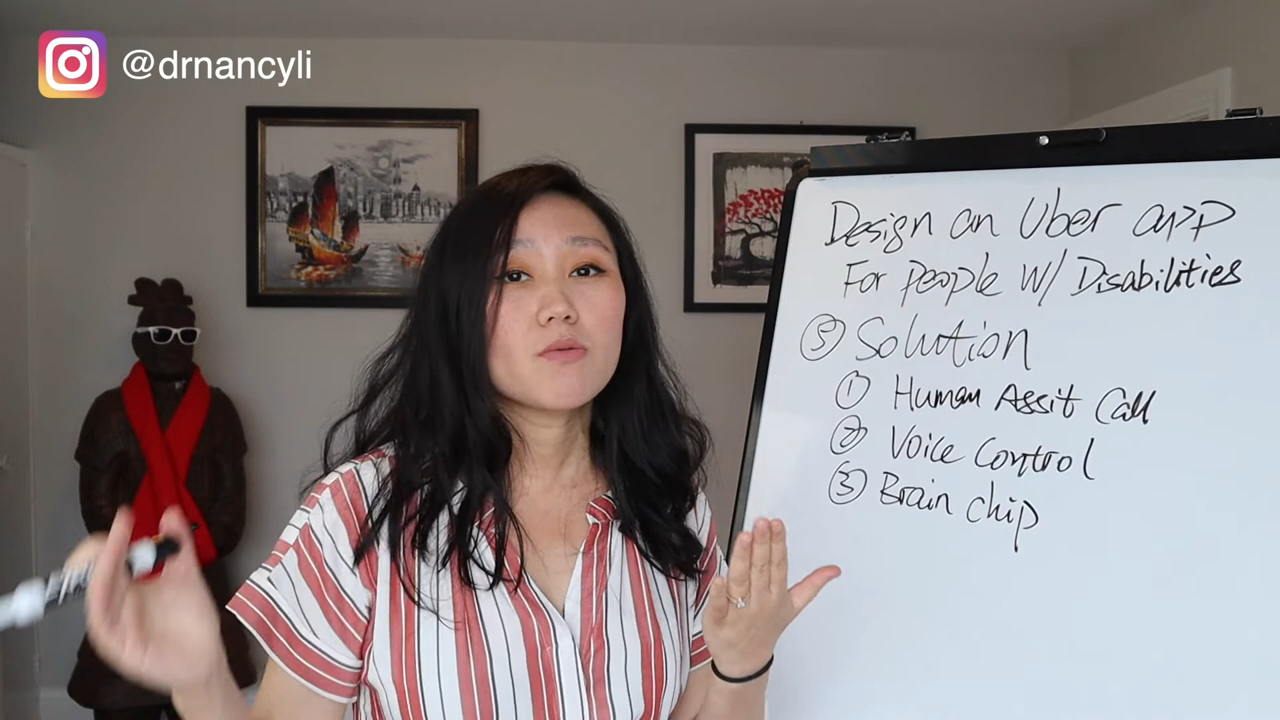 @drnancyli
Design an Uber app
For People W/ Disabilities
⑤ Solution
① Human Assit Call
② Voice Control
③ Brain Chip